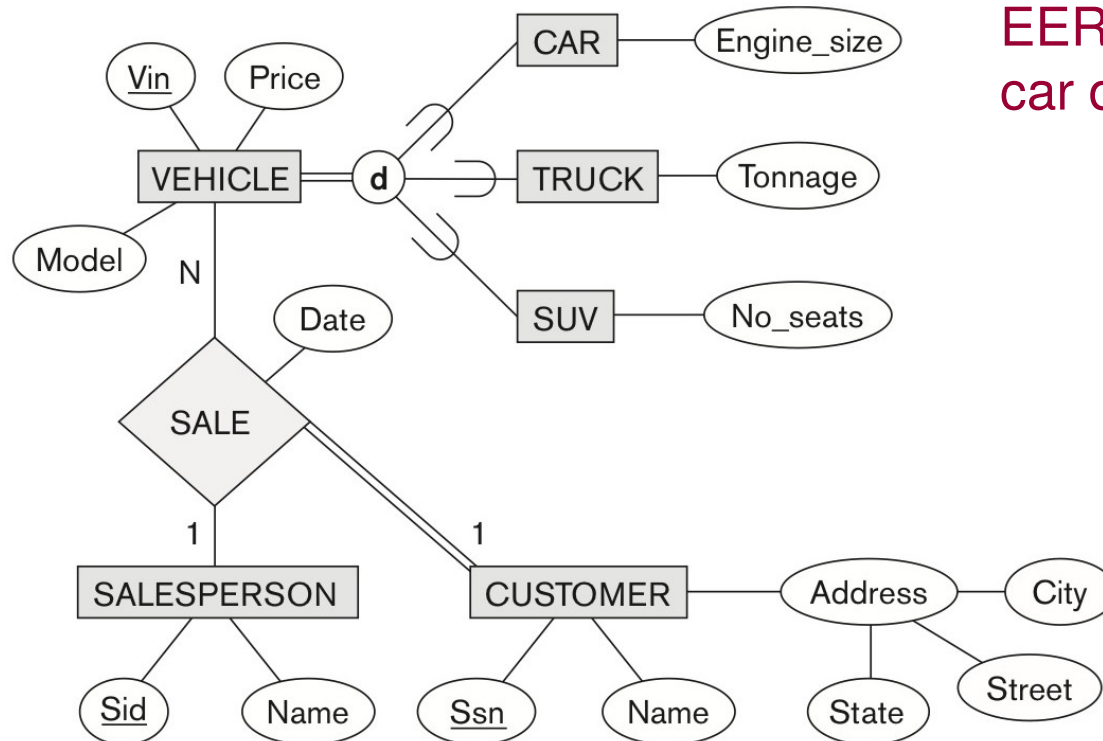 EER
car
CAR
Engine_size
Vin
Price
VEHICLE
d
TRUCK
Tonnage
Model
N
Date
SUV
No_seats
SALE
1
1
SALESPERSON
CUSTOMER
Address
City
Sid
Name
Ssn
Name
State
Street